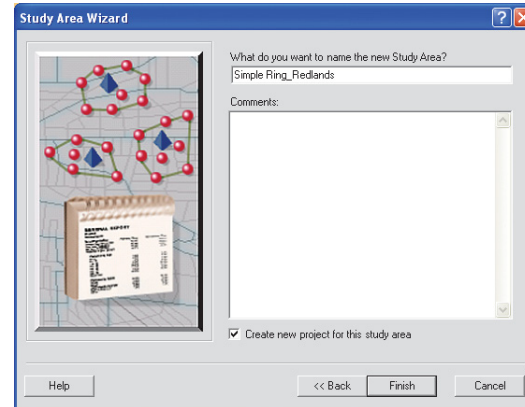 Study Area Wizard
What do you want to name the new Study Area?
Simple Ring_Redlands
Comments:
Create new project for this study area
Help
<< Back
Finish
Cancel